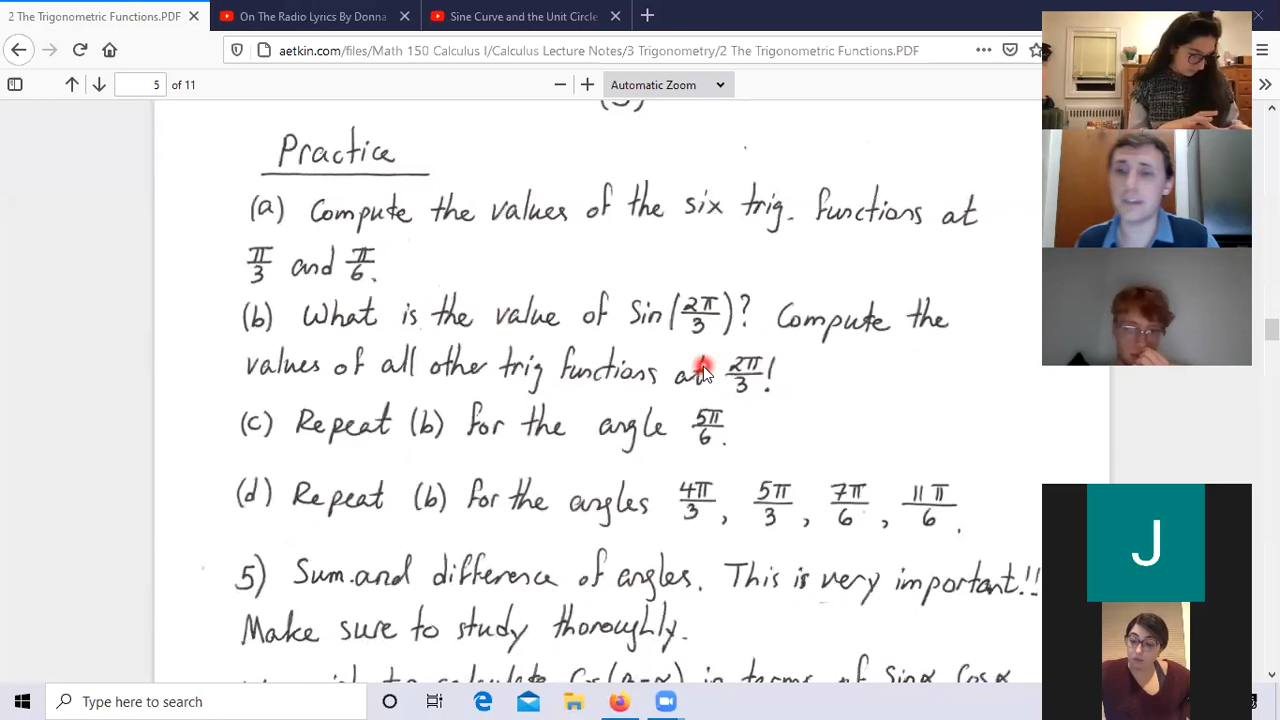 2 The Trigonometric Functions.pdf
On The Radio Lyrics By Donna
Sine Curve and the Unit Circle
aetkin.com/files/Math 150 Calculus I/Calculus Lecture Notes/3 Trigonometry/2 The Trigonometric Functions.PDF
5 of 11
Automatic Zoom
Practice
(a) Compute the values of the six trig. functions at
π/3 and π/6.
(b) What is the value of sin(2π/3)? Compute the
values of all other trig functions at 2π/3!
(c) Repeat (b) for the angle 5π/6.
(d) Repeat (b) for the angles 4π/3, 5π/3, 7π/6, 11π/6.
5) Sum and difference of angles. This is very important!!
Make sure to study thoroughly.
in terms of sinα Cosα
J
Type here to search